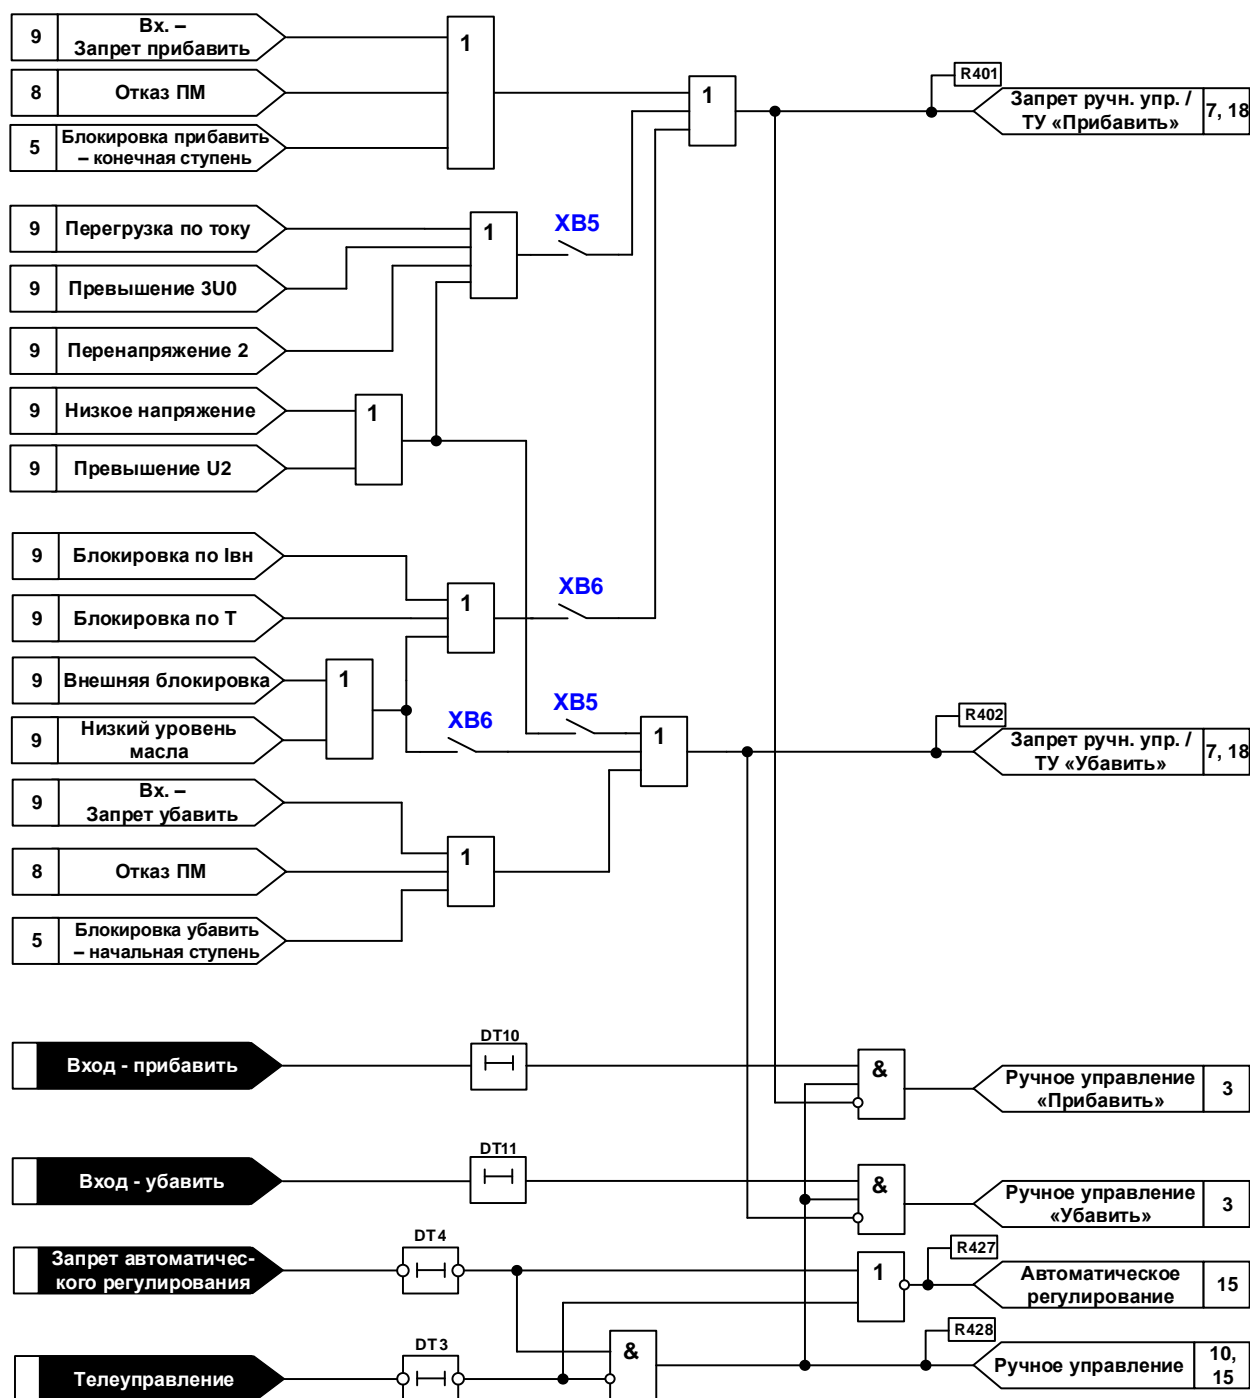 9
Вх. –
Запрет прибавить
8
Отказ ПМ
5
Блокировка прибавить
– конечная ступень
1
1
R401
Запрет ручн. упр. /
ТУ «Прибавить»
7, 18
9
Перегрузка по току
9
Превышение 3U0
9
Перенапряжение 2
1
XB5
9
Низкое напряжение
9
Превышение U2
1
9
Блокировка по Iвн
9
Блокировка по Т
1
XB6
9
Внешняя блокировка
9
Низкий уровень
масла
1
XB6
XB5
1
R402
Запрет ручн. упр. /
ТУ «Убавить»
7, 18
9
Вх. –
Запрет убавить
8
Отказ ПМ
5
Блокировка убавить
– начальная ступень
1
Вход - прибавить
DT10
&
Ручное управление
«Прибавить»
3
Вход - убавить
DT11
&
Ручное управление
«Убавить»
3
Запрет автоматичес-
кого регулирования
DT4
1
R427
Автоматическое
регулирование
15
Телеуправление
DT3
&
R428
Ручное управление
10,
15